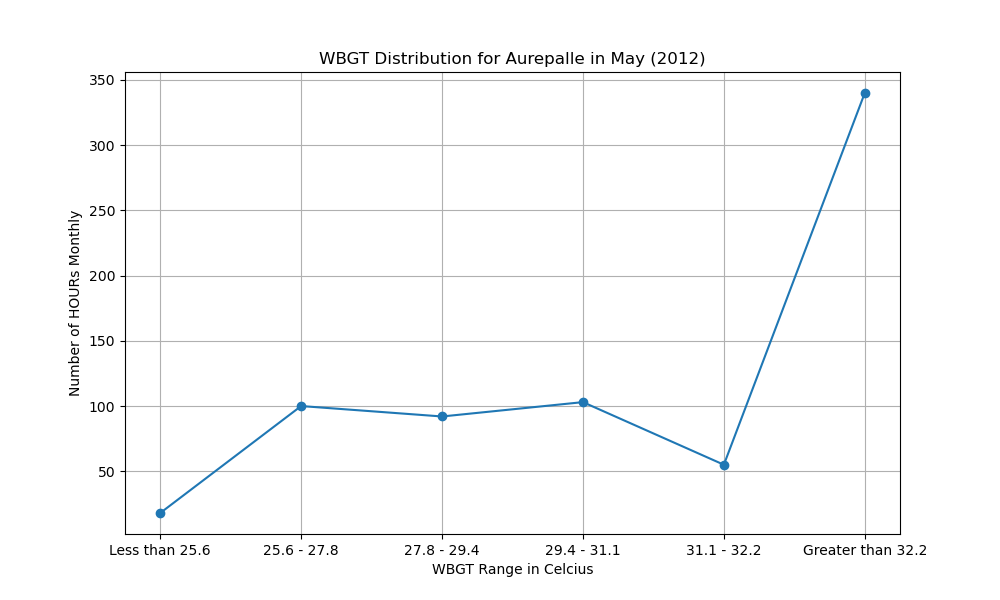 WBGT Distribution for Aurepalle in May (2012)
Number of HOURs Monthly
350
300
250
200
150
100
50
Less than 25.6
25.6 - 27.8
27.8 - 29.4
29.4 - 31.1
31.1 - 32.2
Greater than 32.2
WBGT Range in Celcius